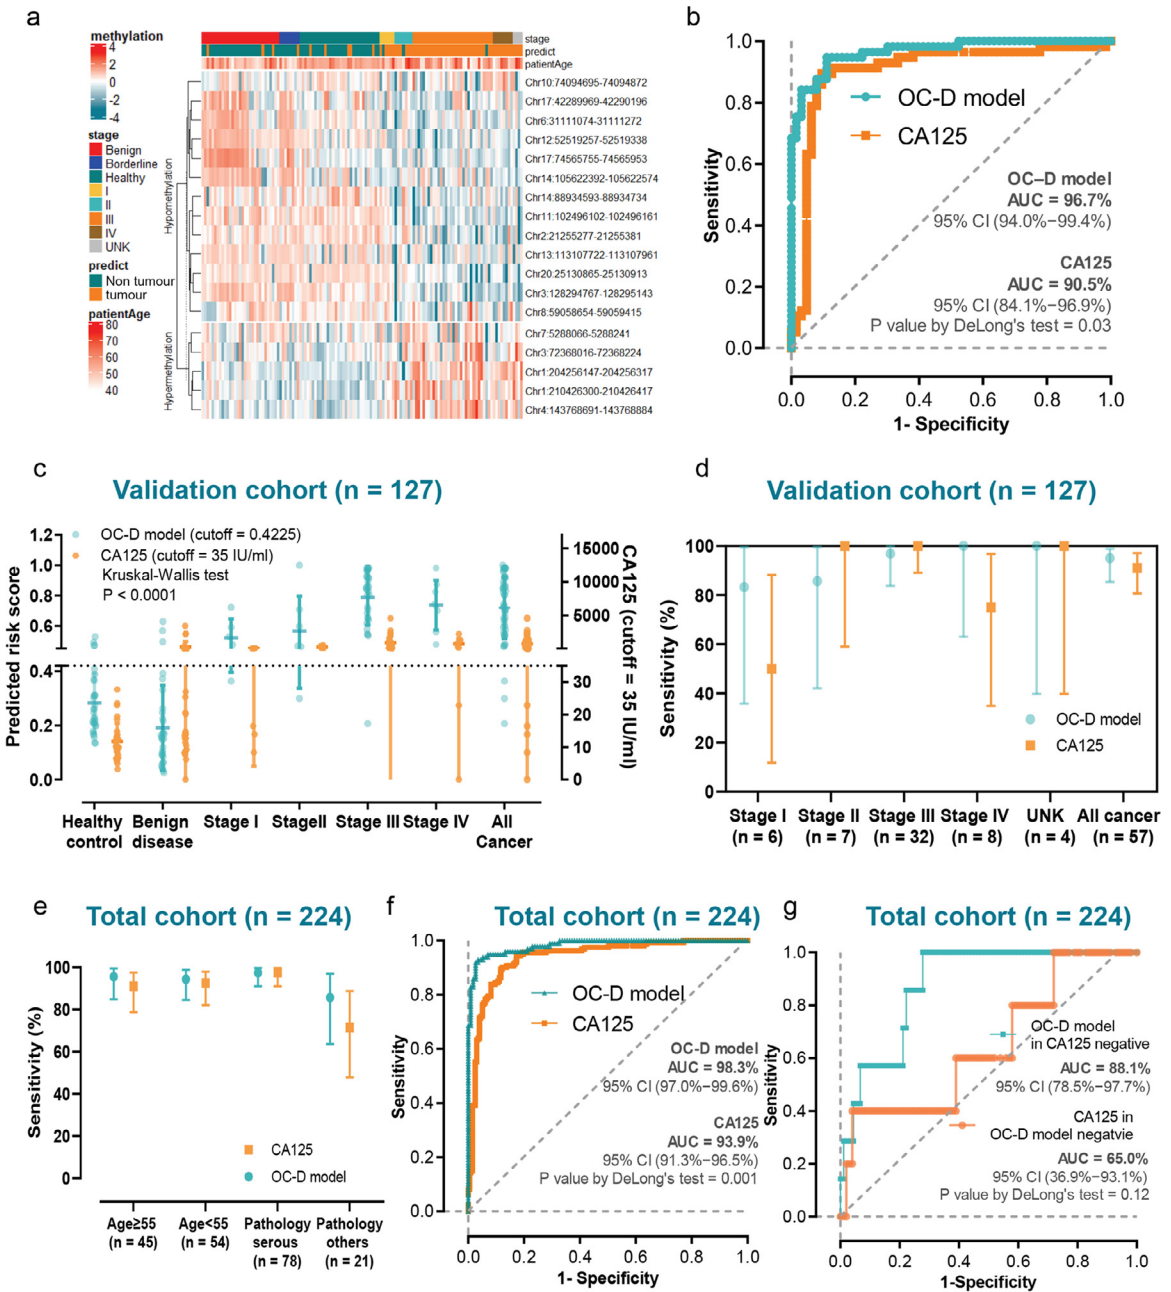 a
methylation
4
2
0
-2
-4
stage
Benign
Borderline
Healthy
I
II
III
IV
UNK
predict
Non tumour
tumour
patientAge
80
70
60
50
40
Hypomethylation
Hypermethylation
stage
predict
patientAge
Chr10:74094695-74094872
Chr17:42289969-42290196
Chr6:31111074-31111272
Chr12:52519257-52519338
Chr17:74565755-74565953
Chr14:105622392-105622574
Chr14:88934593-88934734
Chr11:102496102-102496161
Chr2:21255277-21255381
Chr13:113107722-113107961
Chr20:25130865-25130913
Chr3:128294767-128295143
Chr8:59058654-59059415
Chr7:5288066-5288241
Chr3:72368016-72368224
Chr1:204256147-204256317
Chr1:210426300-210426417
Chr4:143768691-143768884
b
Sensitivity
1.0
0.8
0.6
0.4
0.2
0.0
OC-D model
CA125
OC–D model
AUC = 96.7%
95% CI (94.0%−99.4%)
CA125
AUC = 90.5%
95% CI (84.1%−96.9%)
P value by DeLong's test = 0.03
0.0 0.2 0.4 0.6 0.8 1.0
1- Specificity
c
Validation cohort (n = 127)
OC-D model (cutoff = 0.4225)
CA125 (cutoff = 35 IU/ml)
Kruskal-Wallis test
P < 0.0001
Predicted risk score
1.2
1.0
0.8
0.6
0.4
0.2
0.0
15000
10000
5000
30
20
10
0
CA125 (cutoff = 35 IU/ml)
Healthy control
Benign disease
Stage I
StageII
Stage III
Stage IV
All Cancer
d
Validation cohort (n = 127)
Sensitivity (%)
100
80
60
40
20
0
OC-D model
CA125
Stage I Stage II Stage III Stage IV UNK All cancer
(n = 6) (n = 7) (n = 32) (n = 8) (n = 4) (n = 57)
e
Total cohort (n = 224)
Sensitivity (%)
100
80
60
40
20
0
CA125
OC-D model
Age≥55
(n = 45)
Age<55
(n = 54)
Pathology
serous
(n = 78)
Pathology
others
(n = 21)
f
Total cohort (n = 224)
Sensitivity
1.0
0.8
0.6
0.4
0.2
0.0
OC-D model
CA125
OC-D model
AUC = 98.3%
95% CI (97.0%−99.6%)
CA125
AUC = 93.9%
95% CI (91.3%−96.5%)
P value by DeLong's test = 0.001
0.0 0.2 0.4 0.6 0.8 1.0
1- Specificity
g
Total cohort (n = 224)
Sensitivity
1.0
0.8
0.6
0.4
0.2
0.0
OC-D model
in CA125 negative
AUC = 88.1%
95% CI (78.5%−97.7%)
CA125 in
OC-D model negatvie
AUC = 65.0%
95% CI (36.9%−93.1%)
P value by DeLong's test = 0.12
0.0 0.2 0.4 0.6 0.8 1.0
1-Specificity